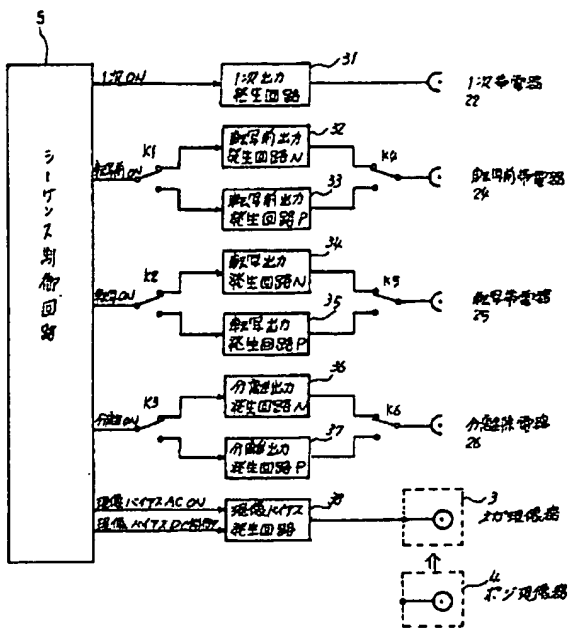 5
シーケンス制御回路
1次ON
31
1次出力
発生回路
1次帯電器
22
転写前ON
K1
32
転写前出力
発生回路N
33
転写前出力
発生回路P
K4
転写前帯電器
24
転写ON
K2
34
転写出力
発生回路N
35
転写出力
発生回路P
K5
転写帯電器
25
分離ON
K3
36
分離出力
発生回路N
37
分離出力
発生回路P
K6
分離除電器
26
現像バイアスAC ON
現像バイアスDC制御
38
現像バイアス
発生回路
3
ネガ現像器
4
ポジ現像器